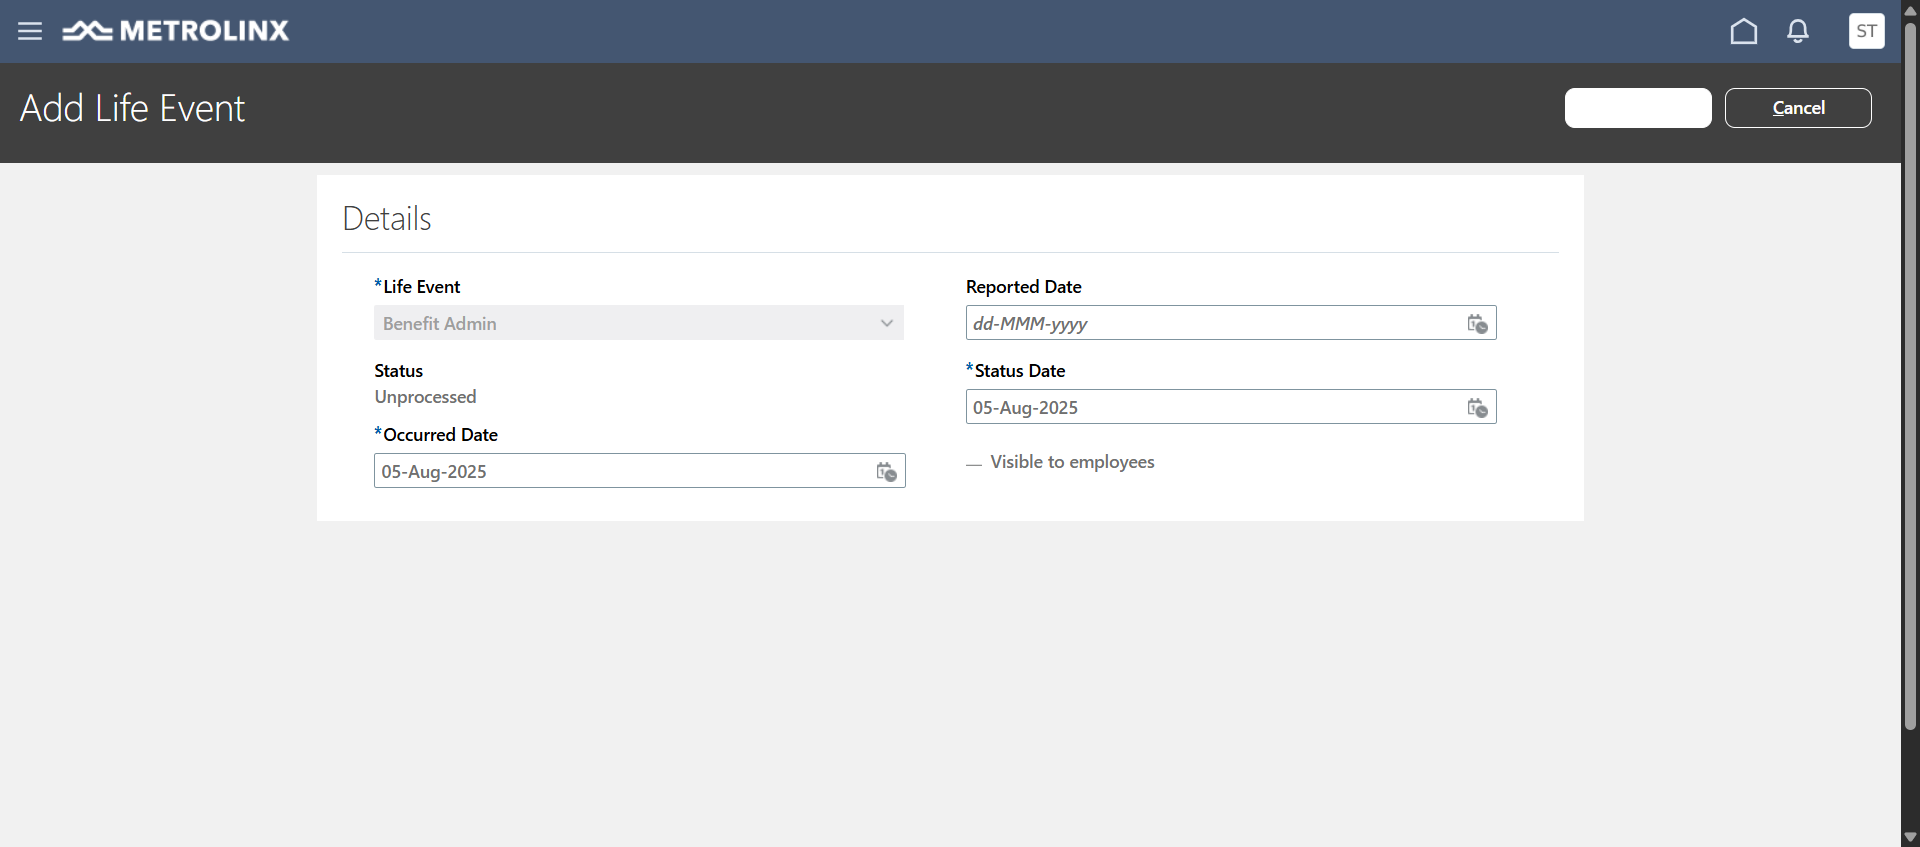 METROLINX
ST
Add Life Event
Cancel
Details
*Life Event
Benefit Admin
Reported Date
dd-MMM-yyyy
Status
Unprocessed
*Status Date
05-Aug-2025
*Occurred Date
05-Aug-2025
Visible to employees